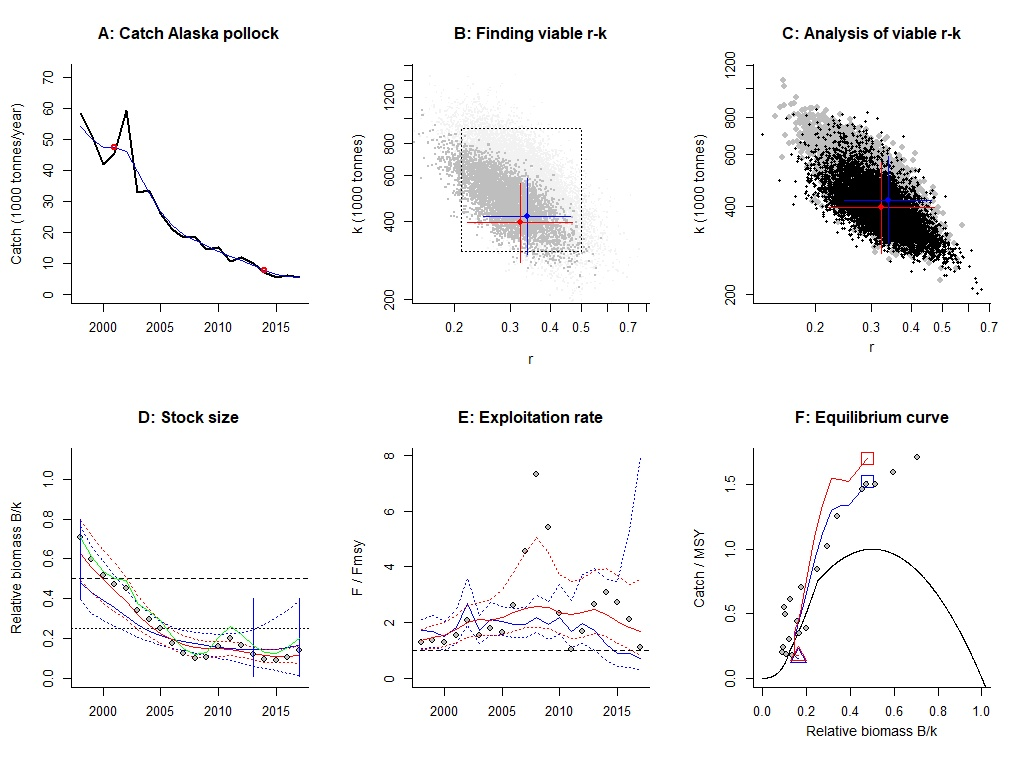 A: Catch Alaska pollock
Catch (1000 tonnes/year)
0 10 20 30 40 50 60 70
2000 2005 2010 2015
B: Finding viable r-k
k (1000 tonnes)
200 400 600 800 1200
0.2 0.3 0.4 0.5 0.7
r
C: Analysis of viable r-k
k (1000 tonnes)
200 400 600 800 1200
0.2 0.3 0.4 0.5 0.7
r
D: Stock size
Relative biomass B/k
0.0 0.2 0.4 0.6 0.8 1.0
2000 2005 2010 2015
E: Exploitation rate
F / Fmsy
0 2 4 6 8
2000 2005 2010 2015
F: Equilibrium curve
Catch / MSY
0.0 0.5 1.0 1.5
0.0 0.2 0.4 0.6 0.8 1.0
Relative biomass B/k